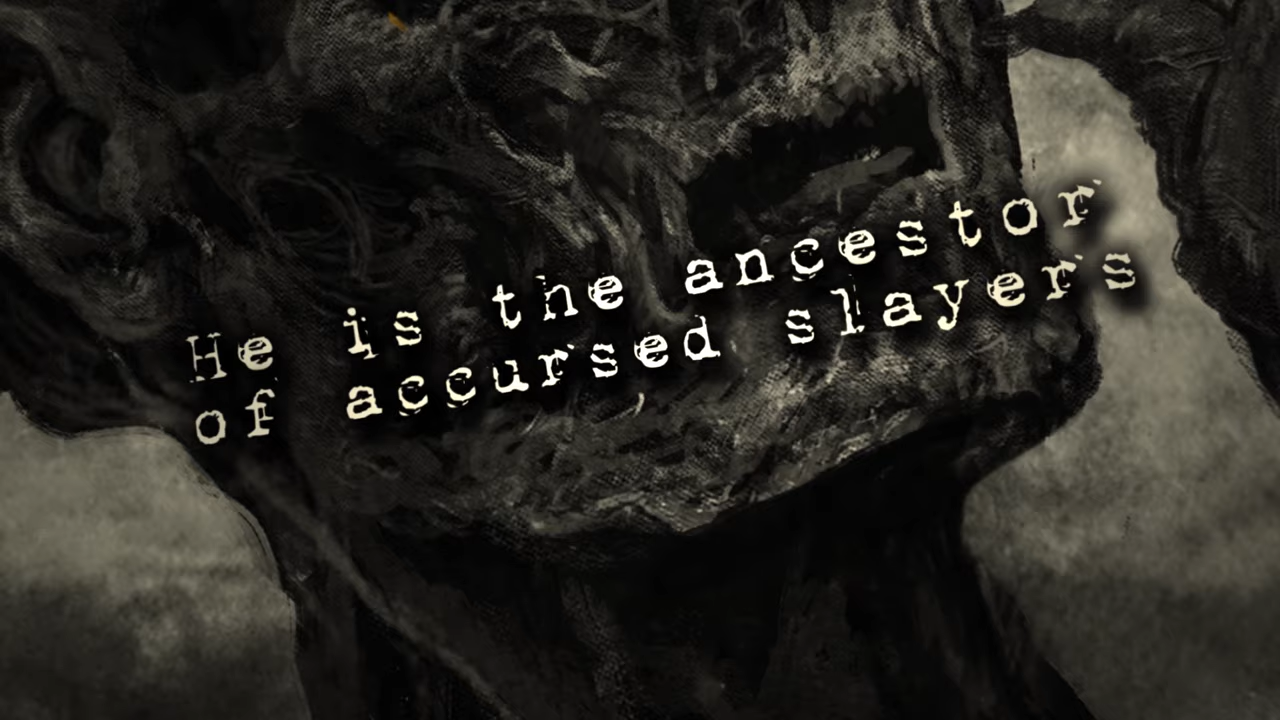 He is the ancestor
of accursed slayers